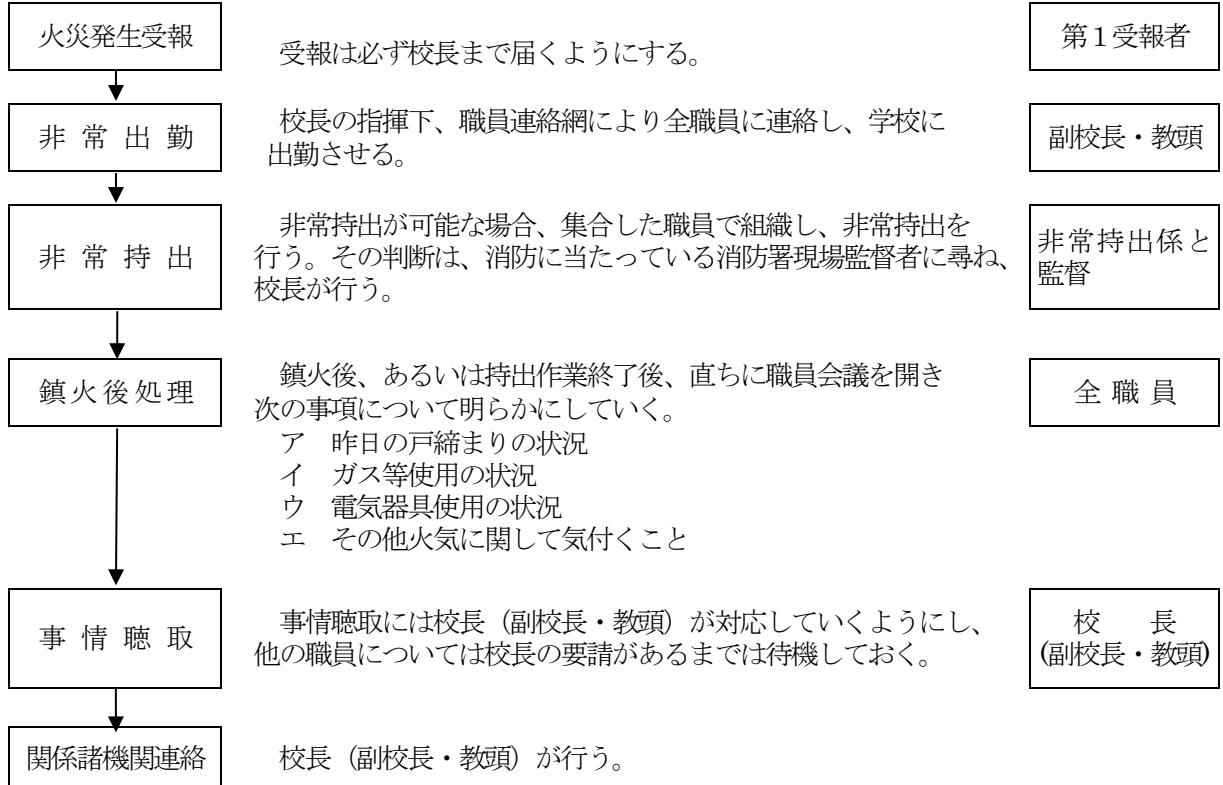 火災発生受報
受報は必ず校長まで届くようにする。
第１受報者
非常出勤
校長の指揮下、職員連絡網により全職員に連絡し、学校に
出勤させる。
副校長・教頭
非常持出
非常持出が可能な場合、集合した職員で組織し、非常持出を
行う。その判断は、消防に当たっている消防署現場監督者に尋ね、
校長が行う。
非常持出係と
監督
鎮火後処理
鎮火後、あるいは持出作業終了後、直ちに職員会議を開き
次の事項について明らかにしていく。
ア　昨日の戸締まりの状況
イ　ガス等使用の状況
ウ　電気器具使用の状況
エ　その他火気に関して気付くこと
全職員
事情聴取
事情聴取には校長（副校長・教頭）が対応していくようにし、
他の職員については校長の要請があるまでは待機しておく。
校　　長
(副校長・教頭)
関係諸機関連絡
校長（副校長・教頭）が行う。